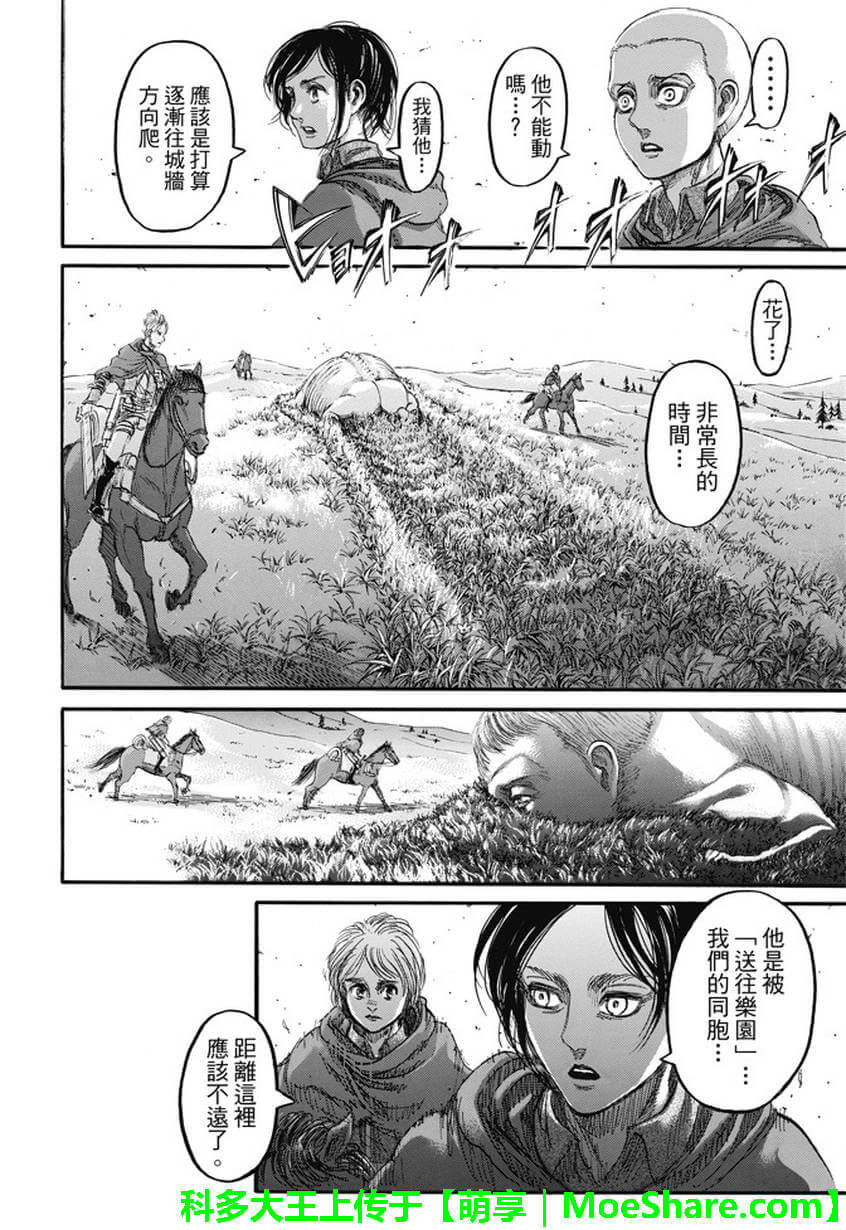 ……
他不能動
嗎…?
我猜他…
應該是打算
逐漸往城牆
方向爬。
ヒョオオオオオ
花了…
非常長的
時間…
他是被
「送往樂園」…
我們的同胞…
距離這裡
應該不遠了。
科多大王上传于【萌享｜MoeShare.com】